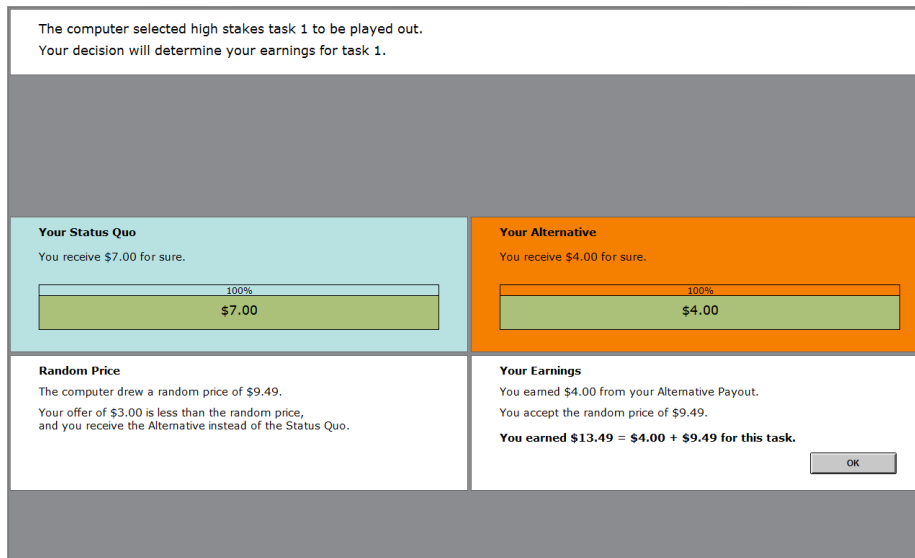 The computer selected high stakes task 1 to be played out.
Your decision will determine your earnings for task 1.
Your Status Quo
You receive $7.00 for sure.
100%
$7.00
Your Alternative
You receive $4.00 for sure.
100%
$4.00
Random Price
The computer drew a random price of $9.49.
Your offer of $3.00 is less than the random price,
and you receive the Alternative instead of the Status Quo.
Your Earnings
You earned $4.00 from your Alternative Payout.
You accept the random price of $9.49.
You earned $13.49 = $4.00 + $9.49 for this task.
OK